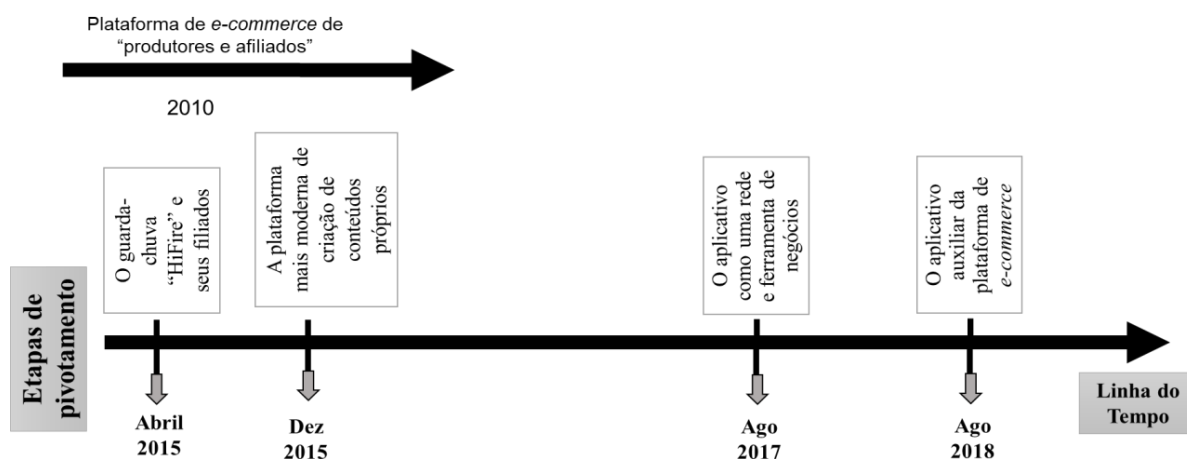 Plataforma de e-commerce de
“produtores e afiliados”
2010
O guarda-
chuva
“HiFire” e
seus filiados
A plataforma
mais moderna de
criação de
conteúdos
próprios
O aplicativo
como uma rede
e ferramenta de
negócios
O aplicativo
auxiliar da
plataforma de
e-commerce
Etapas de
pivotamento
Abril
2015
Dez
2015
Ago
2017
Ago
2018
Linha do
Tempo